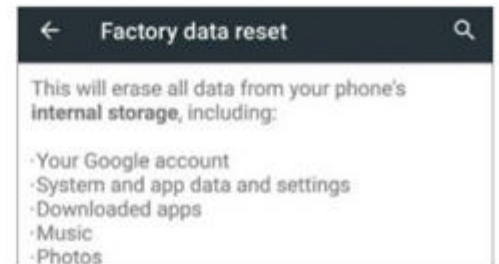 Factory data reset
This will erase all data from your phone's
internal storage, including:
·Your Google account
·System and app data and settings
·Downloaded apps
·Music
·Photos